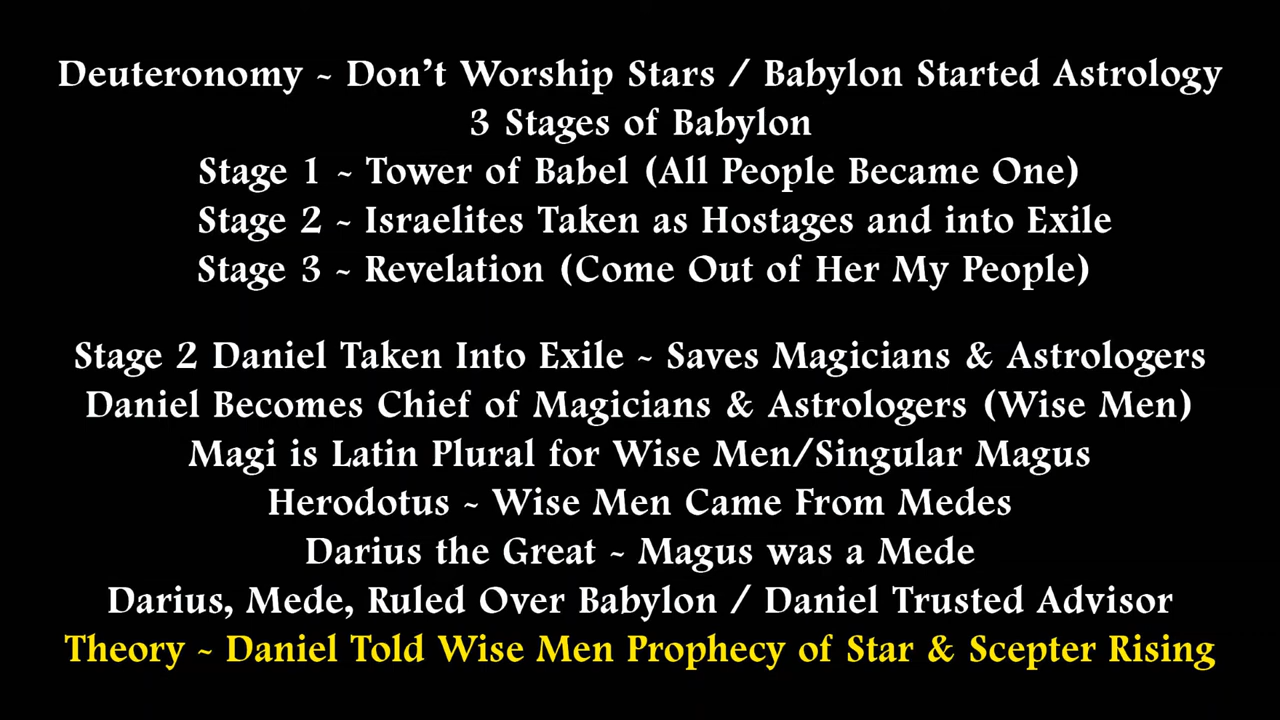 Deuteronomy ~ Don't Worship Stars / Babylon Started Astrology
3 Stages of Babylon
Stage 1 ~ Tower of Babel (All People Became One)
Stage 2 ~ Israelites Taken as Hostages and into Exile
Stage 3 ~ Revelation (Come Out of Her My People)
Stage 2 Daniel Taken Into Exile ~ Saves Magicians & Astrologers
Daniel Becomes Chief of Magicians & Astrologers (Wise Men)
Magi is Latin Plural for Wise Men/Singular Magus
Herodotus ~ Wise Men Came From Medes
Darius the Great ~ Magus was a Mede
Darius, Mede, Ruled Over Babylon / Daniel Trusted Advisor
Theory ~ Daniel Told Wise Men Prophecy of Star & Scepter Rising